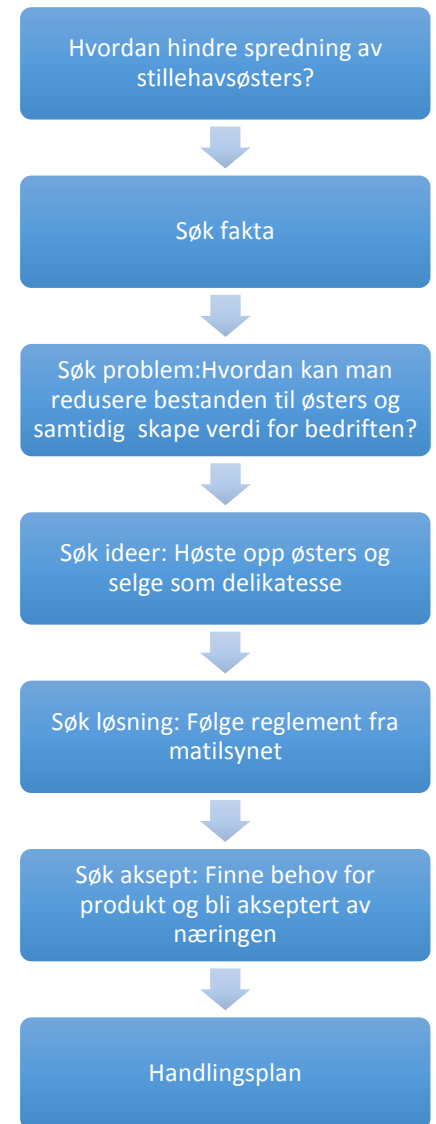 Hvordan hindre spredning av
stillehavsøsters?
Søk fakta
Søk problem:Hvordan kan man
redusere bestanden til østers og
samtidig skape verdi for bedriften?
Søk ideer: Høste opp østers og
selge som delikatesse
Søk løsning: Følge reglement fra
matilsynet
Søk aksept: Finne behov for
produkt og bli akseptert av
næringen
Handlingsplan